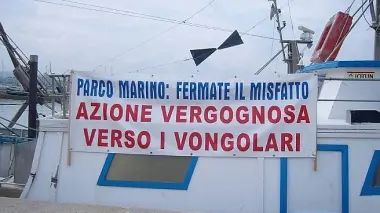 PARCO MARINO: FERMATE IL MISFATTO
AZIONE VERGOGNOSA
VERSO I VONGOLARI